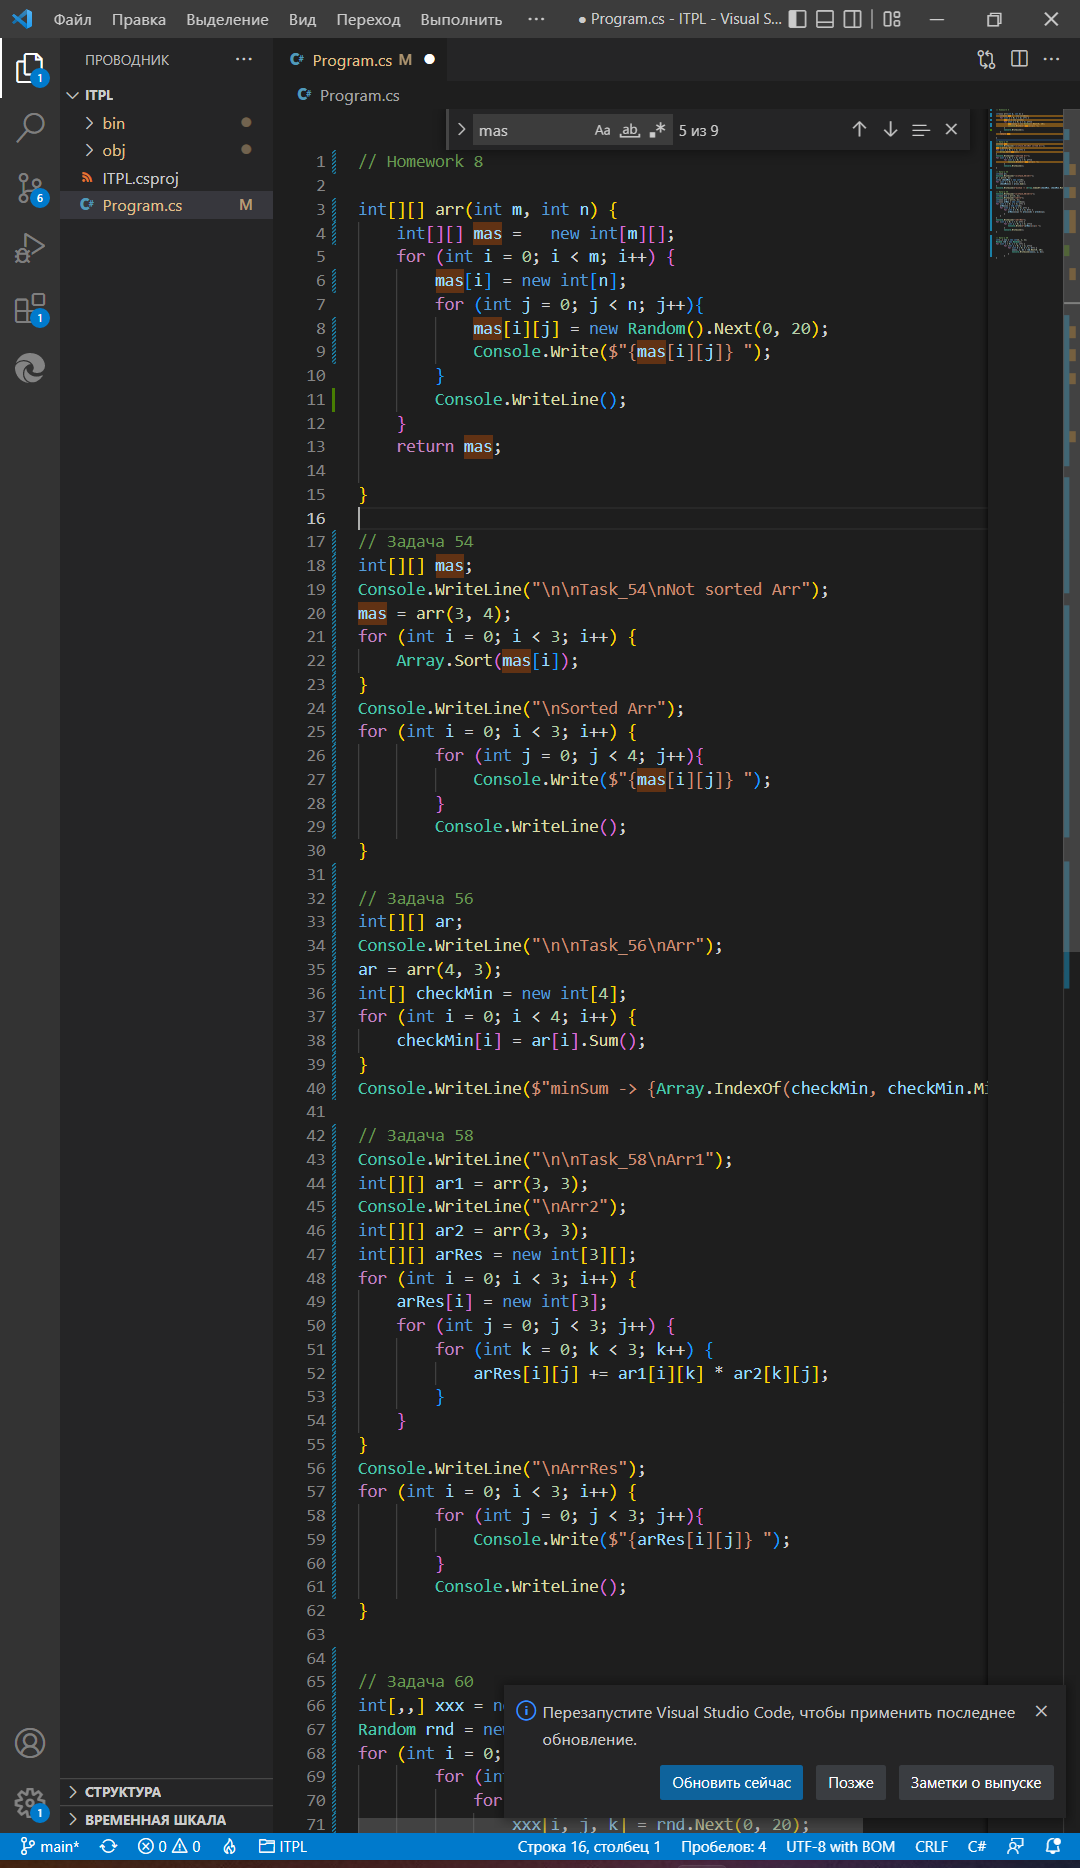 Файл Правка Выделение Вид Переход Выполнить ··· ● Program.cs - ITPL - Visual S...
ПРОВОДНИК ···
ITPL
bin
obj
ITPL.csproj
Program.cs M
1
6
1
C# Program.cs M ●
C# Program.cs
mas Aa ab 5 из 9
1 // Homework 8
2
3 int[][] arr(int m, int n) {
4 int[][] mas =   new int[m][];
5 for (int i = 0; i < m; i++) {
6 mas[i] = new int[n];
7 for (int j = 0; j < n; j++){
8 mas[i][j] = new Random().Next(0, 20);
9 Console.Write($"{mas[i][j]} ");
10 }
11 Console.WriteLine();
12 }
13 return mas;
14
15 }
16
17 // Задача 54
18 int[][] mas;
19 Console.WriteLine("\n\nTask_54\nNot sorted Arr");
20 mas = arr(3, 4);
21 for (int i = 0; i < 3; i++) {
22 Array.Sort(mas[i]);
23 }
24 Console.WriteLine("\nSorted Arr");
25 for (int i = 0; i < 3; i++) {
26 for (int j = 0; j < 4; j++){
27 Console.Write($"{mas[i][j]} ");
28 }
29 Console.WriteLine();
30 }
31
32 // Задача 56
33 int[][] ar;
34 Console.WriteLine("\n\nTask_56\nArr");
35 ar = arr(4, 3);
36 int[] checkMin = new int[4];
37 for (int i = 0; i < 4; i++) {
38 checkMin[i] = ar[i].Sum();
39 }
40 Console.WriteLine($"minSum -> {Array.IndexOf(checkMin, checkMin.Mi
41
42 // Задача 58
43 Console.WriteLine("\n\nTask_58\nArr1");
44 int[][] ar1 = arr(3, 3);
45 Console.WriteLine("\nArr2");
46 int[][] ar2 = arr(3, 3);
47 int[][] arRes = new int[3][];
48 for (int i = 0; i < 3; i++) {
49 arRes[i] = new int[3];
50 for (int j = 0; j < 3; j++) {
51 for (int k = 0; k < 3; k++) {
52 arRes[i][j] += ar1[i][k] * ar2[k][j];
53 }
54 }
55 }
56 Console.WriteLine("\nArrRes");
57 for (int i = 0; i < 3; i++) {
58 for (int j = 0; j < 3; j++){
59 Console.Write($"{arRes[i][j]} ");
60 }
61 Console.WriteLine();
62 }
63
64
65 // Задача 60
66 int[,,] xxx = n
67 Random rnd = ne
68 for (int i = 0;
69 for (in
70 for
71 xxx[i, j, k] = rnd.Next(0, 20);
Перезапустите Visual Studio Code, чтобы применить последнее
обновление.
Обновить сейчас Позже Заметки о выпуске
1
СТРУКТУРА
ВРЕМЕННАЯ ШКАЛА
main* 0 0 ITPL Строка 16, столбец 1 Пробелов: 4 UTF-8 with BOM CRLF C#